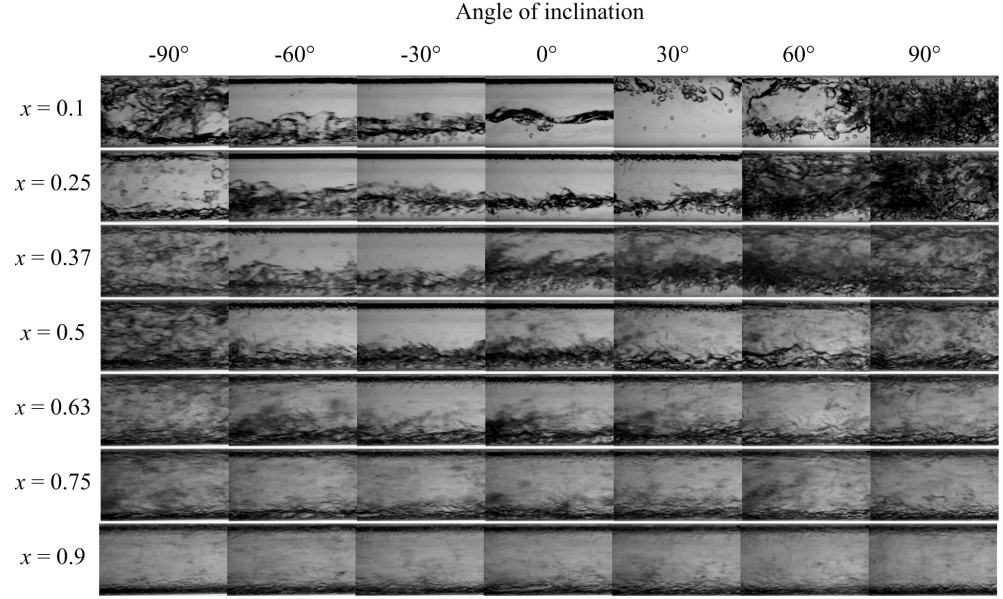 Angle of inclination
-90° -60° -30° 0° 30° 60° 90°
x = 0.1
x = 0.25
x = 0.37
x = 0.5
x = 0.63
x = 0.75
x = 0.9